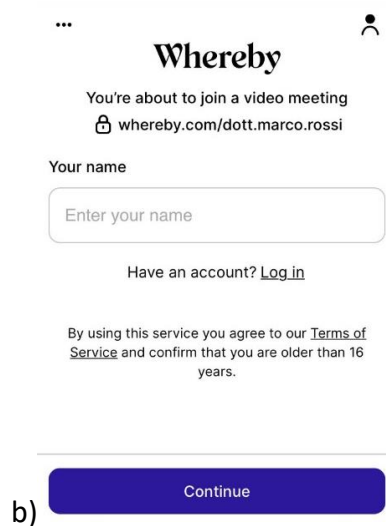 ...
Whereby
You're about to join a video meeting
whereby.com/dott.marco.rossi
Your name
Enter your name
Have an account? Log in
By using this service you agree to our Terms of
Service and confirm that you are older than 16
years.
Continue
b)